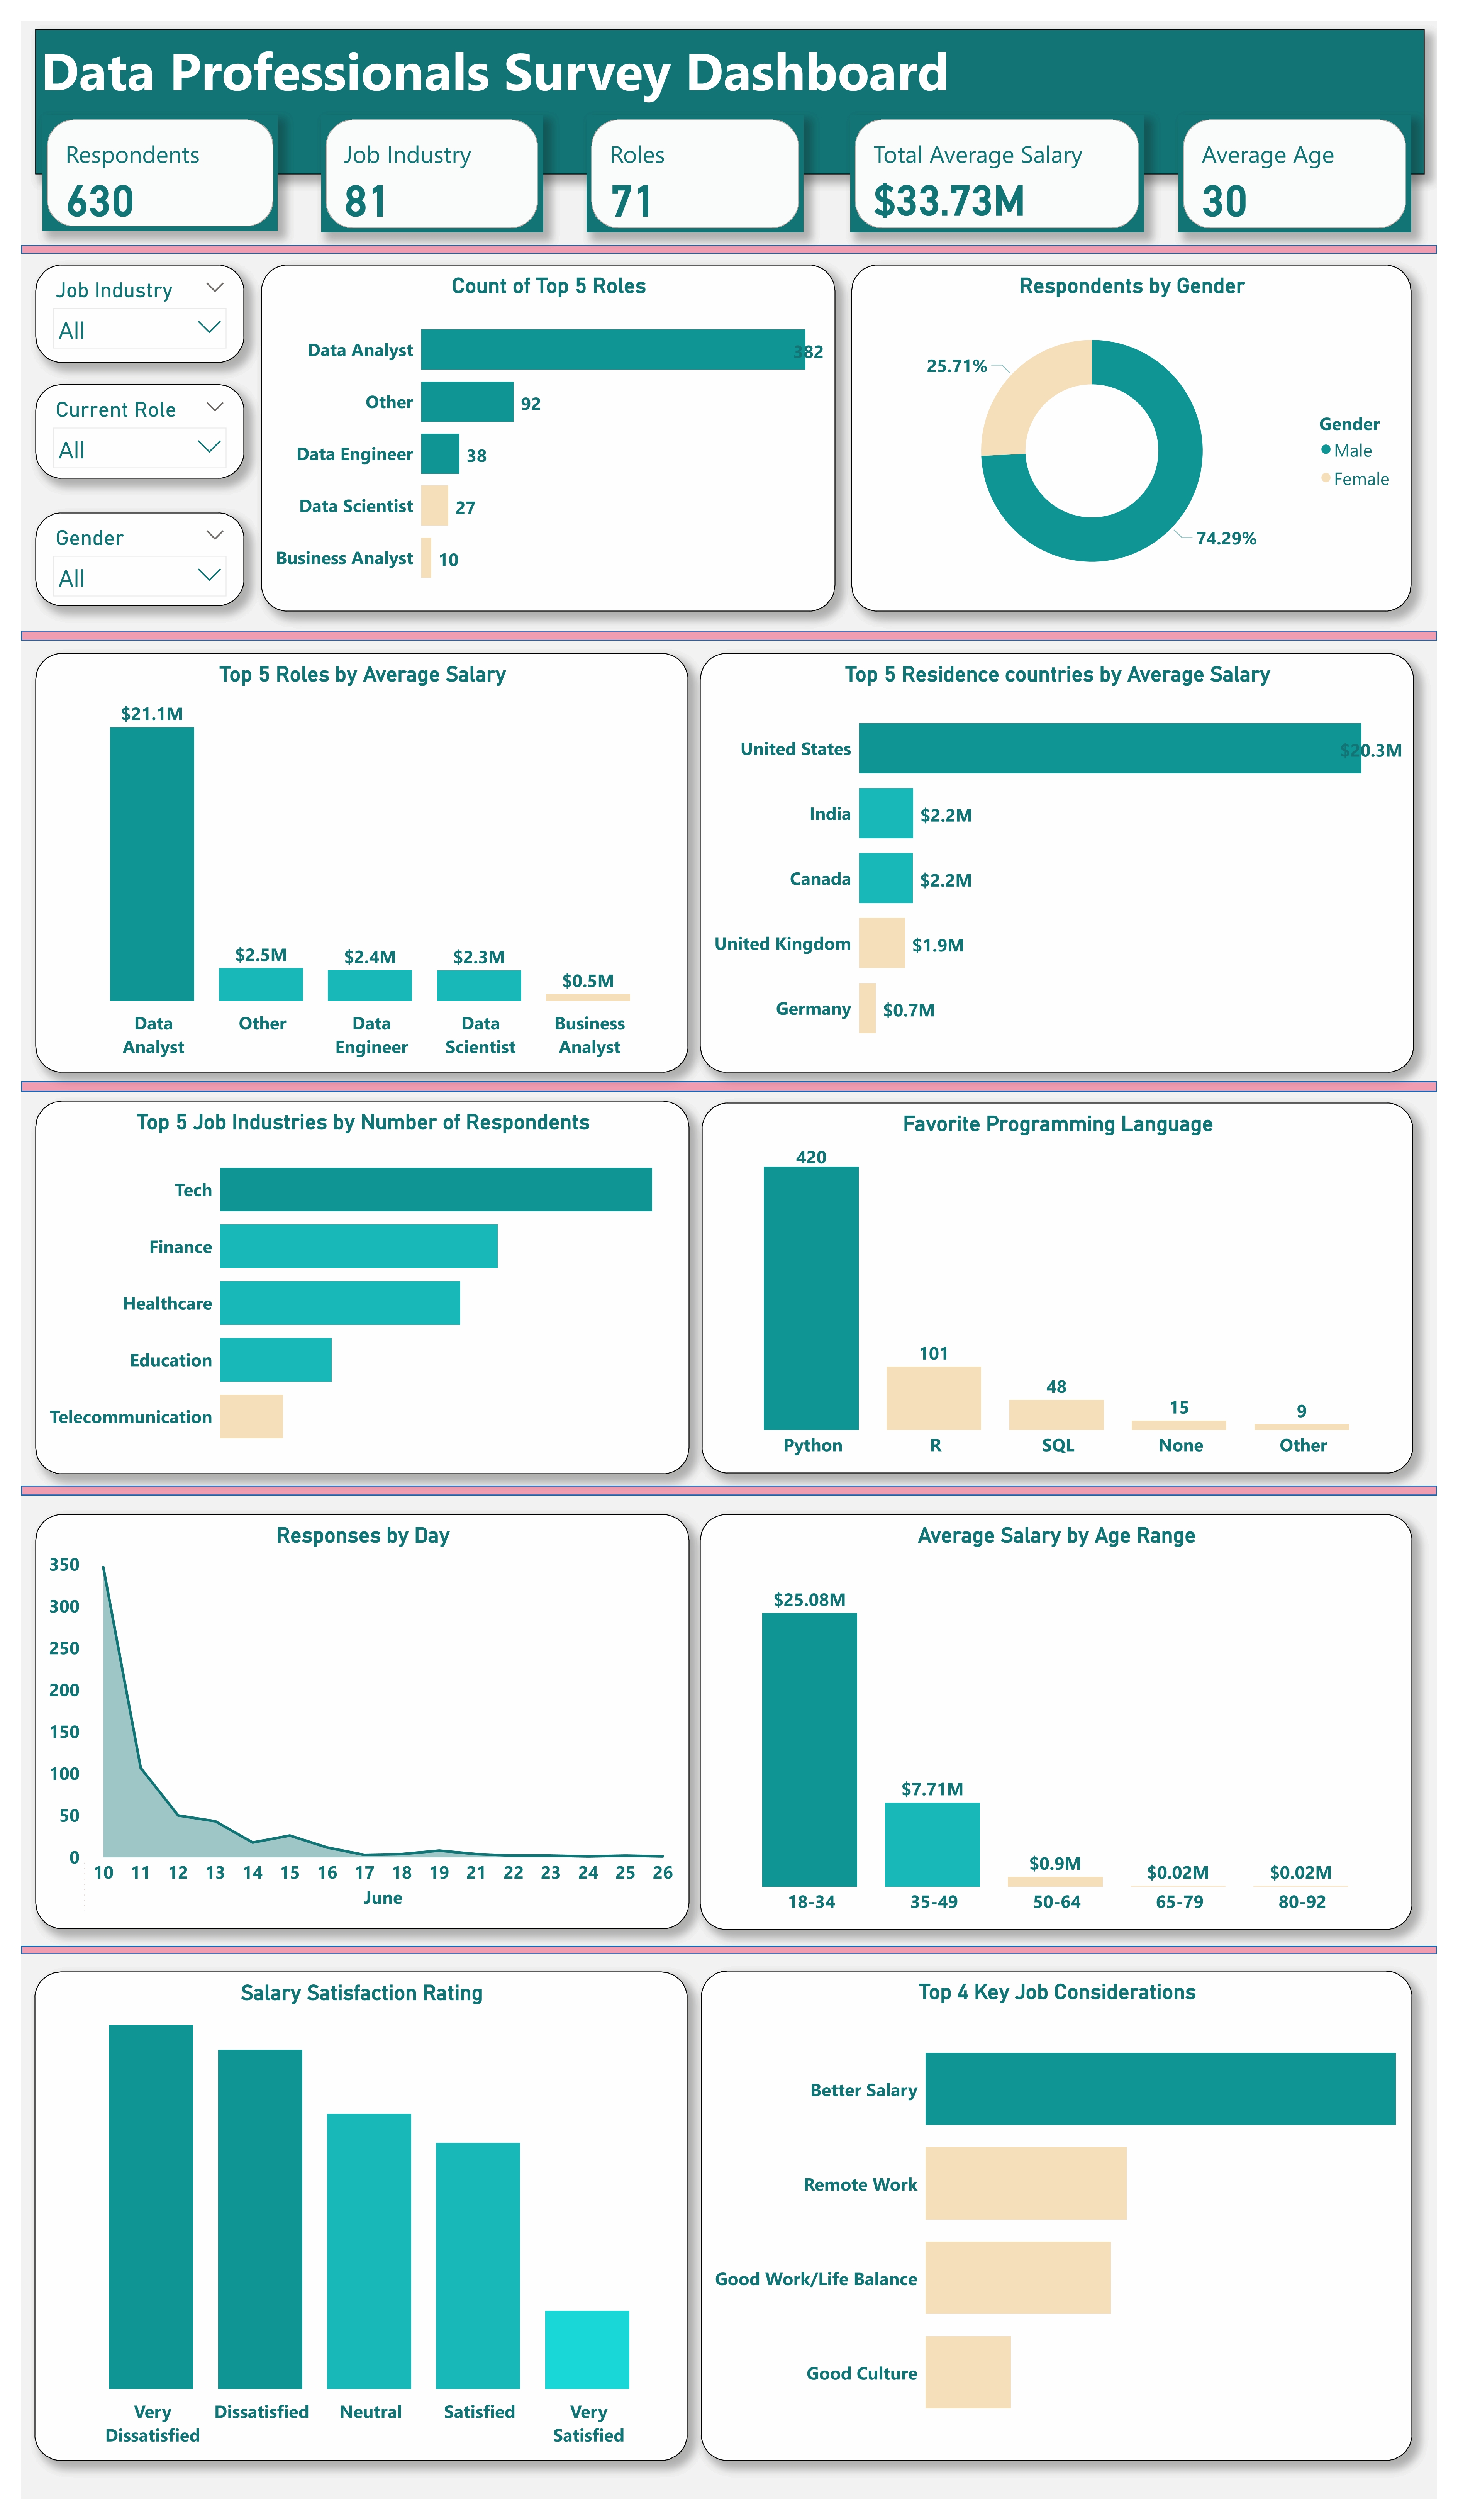 Data Professionals Survey Dashboard
Respondents
630
Job Industry
81
Roles
71
Total Average Salary
$33.73M
Average Age
30
Job Industry
All
Current Role
All
Gender
All
Count of Top 5 Roles
Data Analyst
382
Other
92
Data Engineer
38
Data Scientist
27
Business Analyst
10
Respondents by Gender
25.71%
74.29%
Gender
Male
Female
Top 5 Roles by Average Salary
$21.1M
$2.5M
$2.4M
$2.3M
$0.5M
Data
Analyst
Other
Data
Engineer
Data
Scientist
Business
Analyst
Top 5 Residence countries by Average Salary
United States
$20.3M
India
$2.2M
Canada
$2.2M
United Kingdom
$1.9M
Germany
$0.7M
Top 5 Job Industries by Number of Respondents
Tech
Finance
Healthcare
Education
Telecommunication
Favorite Programming Language
420
101
48
15
9
Python
R
SQL
None
Other
Responses by Day
350
300
250
200
150
100
50
0
10 11 12 13 14 15 16 17 18 19 21 22 23 24 25 26
June
Average Salary by Age Range
$25.08M
$7.71M
$0.9M
$0.02M
$0.02M
18-34
35-49
50-64
65-79
80-92
Salary Satisfaction Rating
Very
Dissatisfied
Dissatisfied
Neutral
Satisfied
Very
Satisfied
Top 4 Key Job Considerations
Better Salary
Remote Work
Good Work/Life Balance
Good Culture